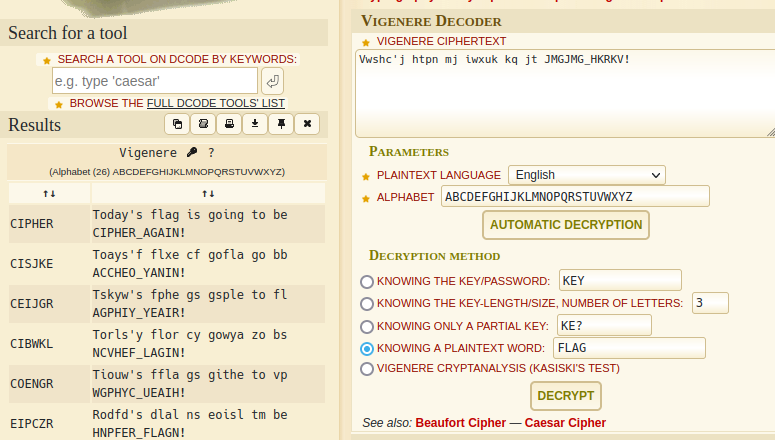 Search for a tool
SEARCH A TOOL ON DCODE BY KEYWORDS:
e.g. type 'caesar'
BROWSE THE FULL DCODE TOOLS' LIST
Results
Vigenere ?
(Alphabet (26) ABCDEFGHIJKLMNOPQRSTUVWXYZ)
↑↓ ↑↓
CIPHER Today's flag is going to be
CIPHER_AGAIN!
CISJKE Toays'f flxe cf gofla go bb
ACCHEO_YANIN!
CEIJGR Tskyw's fphe gs gsple to fl
AGPHIY_YEAIR!
CIBWKL Torls'y flor cy gowya zo bs
NCVHEF_LAGIN!
COENGR Tiouw's ffla gs githe to vp
WGPHYC_UEAIH!
EIPCZR Rodfd's dlal ns eoisl tm be
HNPFER_FLAGN!
VIGENERE DECODER
VIGENERE CIPHERTEXT
Vwshc'j htpn mj iwxuk kq jt JMGJMG_HKRKV!
PARAMETERS
PLAINTEXT LANGUAGE English
ALPHABET ABCDEFGHIJKLMNOPQRSTUVWXYZ
AUTOMATIC DECRYPTION
DECRYPTION METHOD
KNOWING THE KEY/PASSWORD: KEY
KNOWING THE KEY-LENGTH/SIZE, NUMBER OF LETTERS: 3
KNOWING ONLY A PARTIAL KEY: KE?
KNOWING A PLAINTEXT WORD: FLAG
VIGENERE CRYPTANALYSIS (KASISKI'S TEST)
DECRYPT
See also: Beaufort Cipher — Caesar Cipher